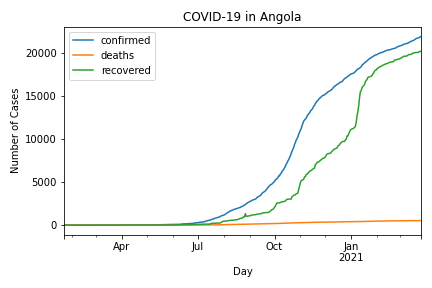 COVID-19 in Angola
confirmed
deaths
recovered
Number of Cases
20000
15000
10000
5000
0
Apr
Jul
Oct
Jan
2021
Day